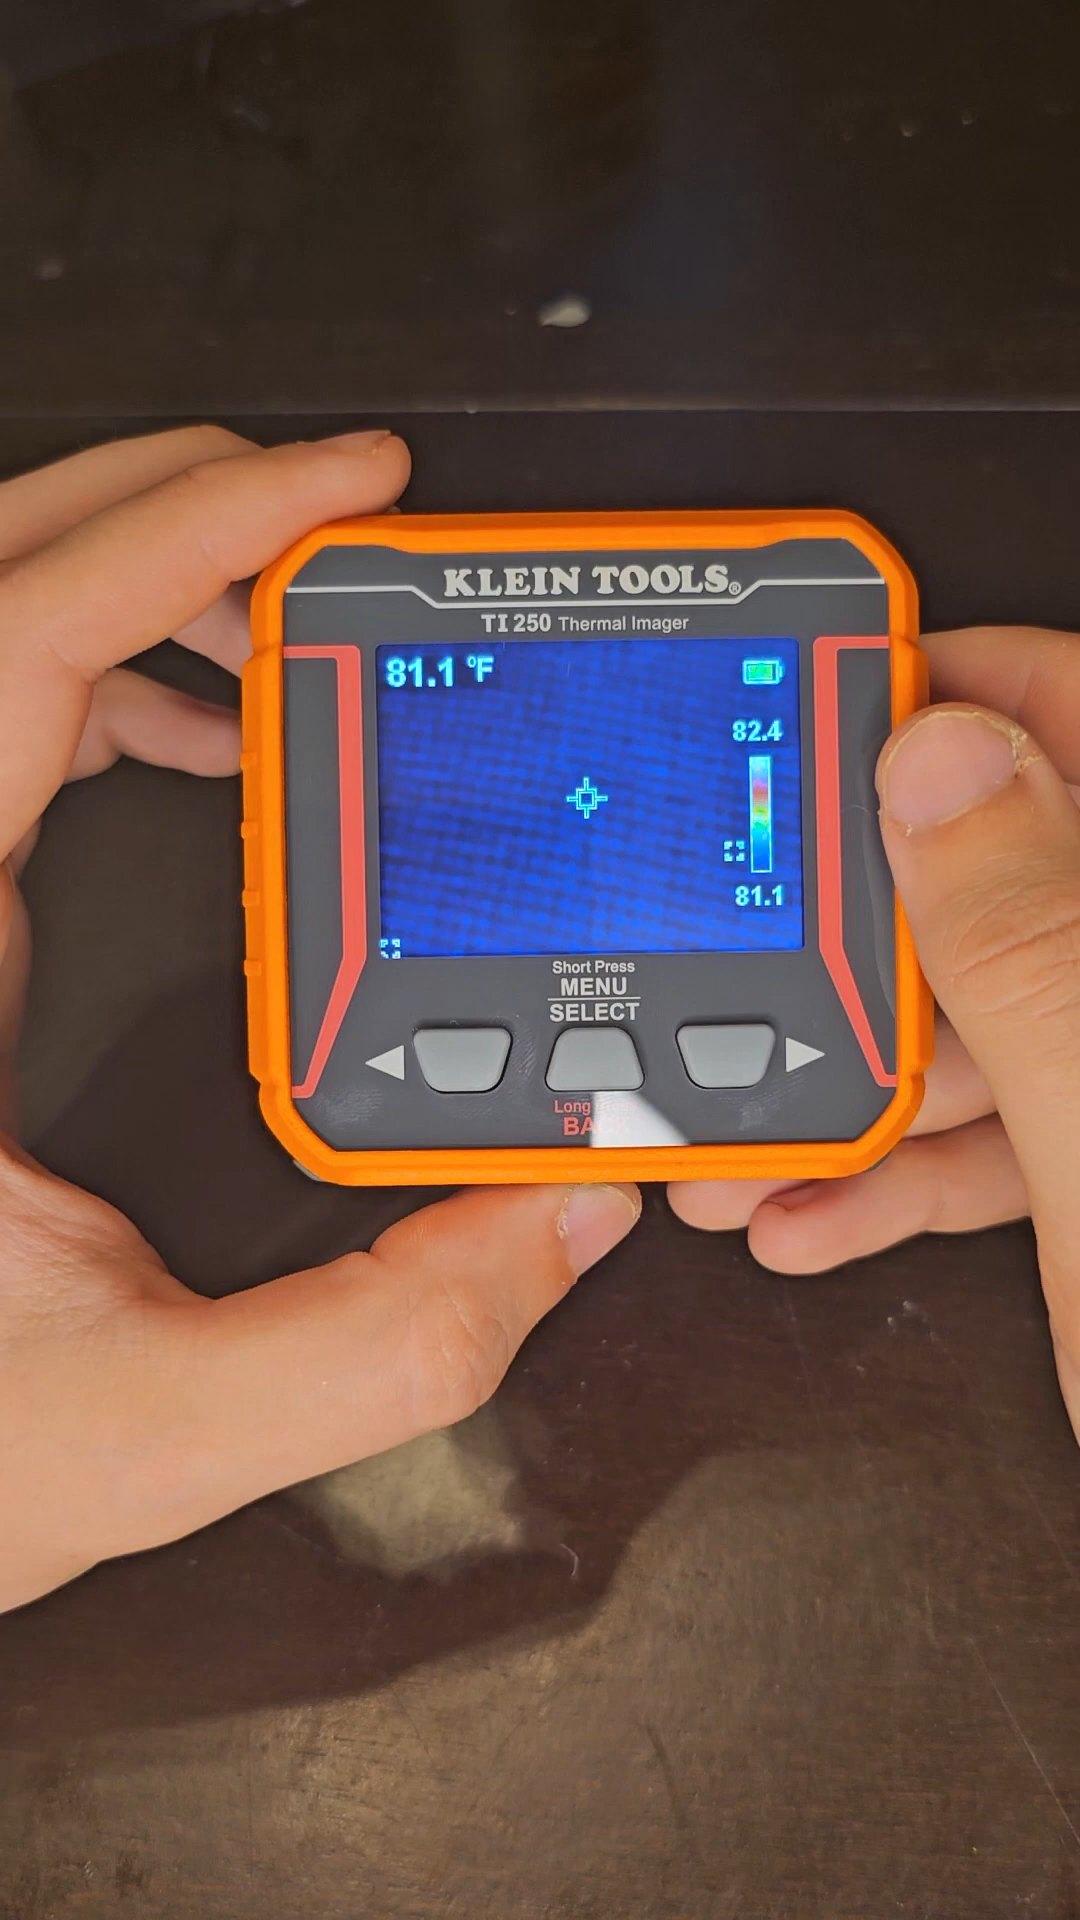 KLEIN TOOLS®
TI 250 Thermal Imager
81.1 °F
82.4
81.1
Short Press
MENU
SELECT
Long